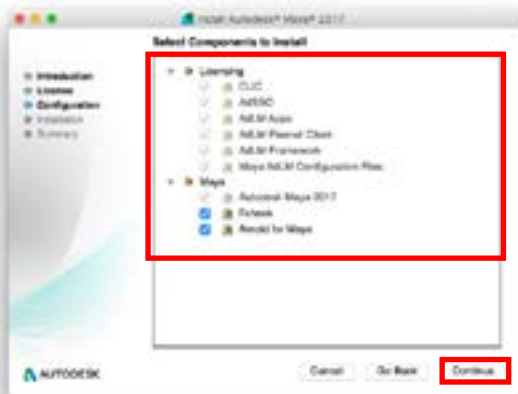 Install Autodesk® Maya® 2017
Select Components to Install
Introduction
License
Configuration
Installation
Summary
Licensing
CLIC
AdSSO
AdLM Apps
AdLM Thermal Client
AdLM Framework
Maya AdLM Configuration Files
Maya
Autodesk Maya 2017
Arnold for Maya
AUTODESK
Cancel
Go Back
Continue